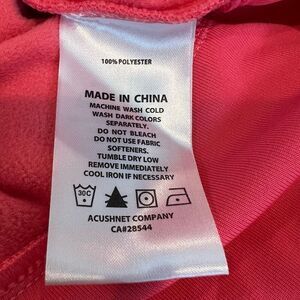 100% POLYESTER
MADE IN CHINA
MACHINE WASH COLD
WASH DARK COLORS
SEPARATELY.
DO NOT BLEACH
DO NOT USE FABRIC
SOFTENERS.
TUMBLE DRY LOW
REMOVE IMMEDIATELY
COOL IRON IF NECESSARY
30C
ACUSHNET COMPANY
CA#28544